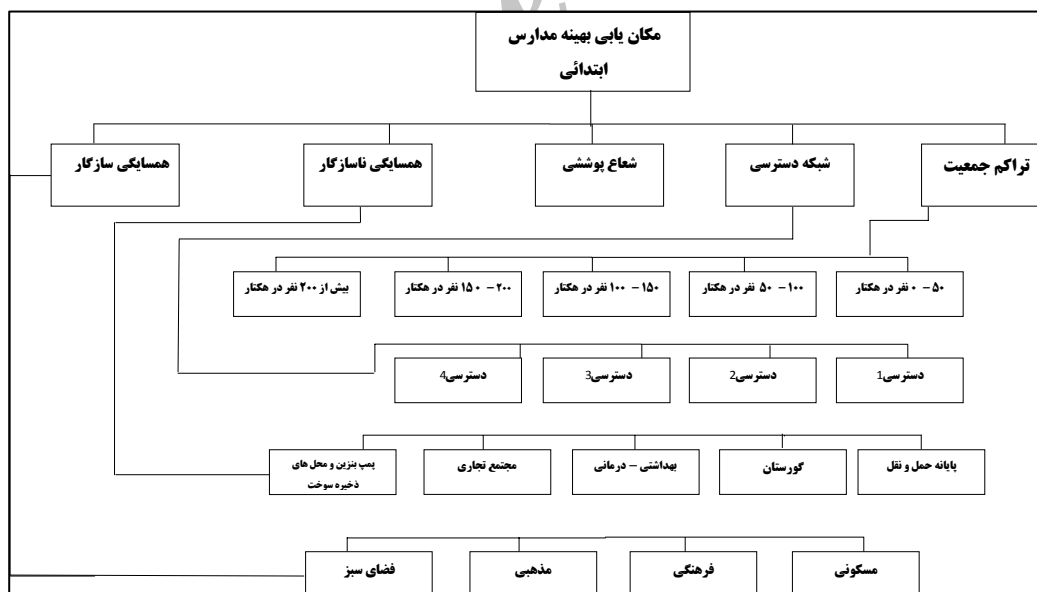 مکان یابی بهینه مدارس
ابتدائی
تراکم جمعیت
شبکه دسترسی
شعاع پوششی
همسایگی ناسازگار
همسایگی سازگار
۵۰ - ۰ نفر در هکتار
۱۰۰ - ۵۰ نفر در هکتار
۱۵۰ - ۱۰۰ نفر در هکتار
۲۰۰ - ۱۵۰ نفر در هکتار
بیش از ۲۰۰ نفر در هکتار
دسترسی1
دسترسی2
دسترسی3
دسترسی4
پایانه حمل و نقل
گورستان
بهداشتی - درمانی
مجتمع تجاری
پمپ بنزین و محل های
ذخیره سوخت
مسکونی
فرهنگی
مذهبی
فضای سبز